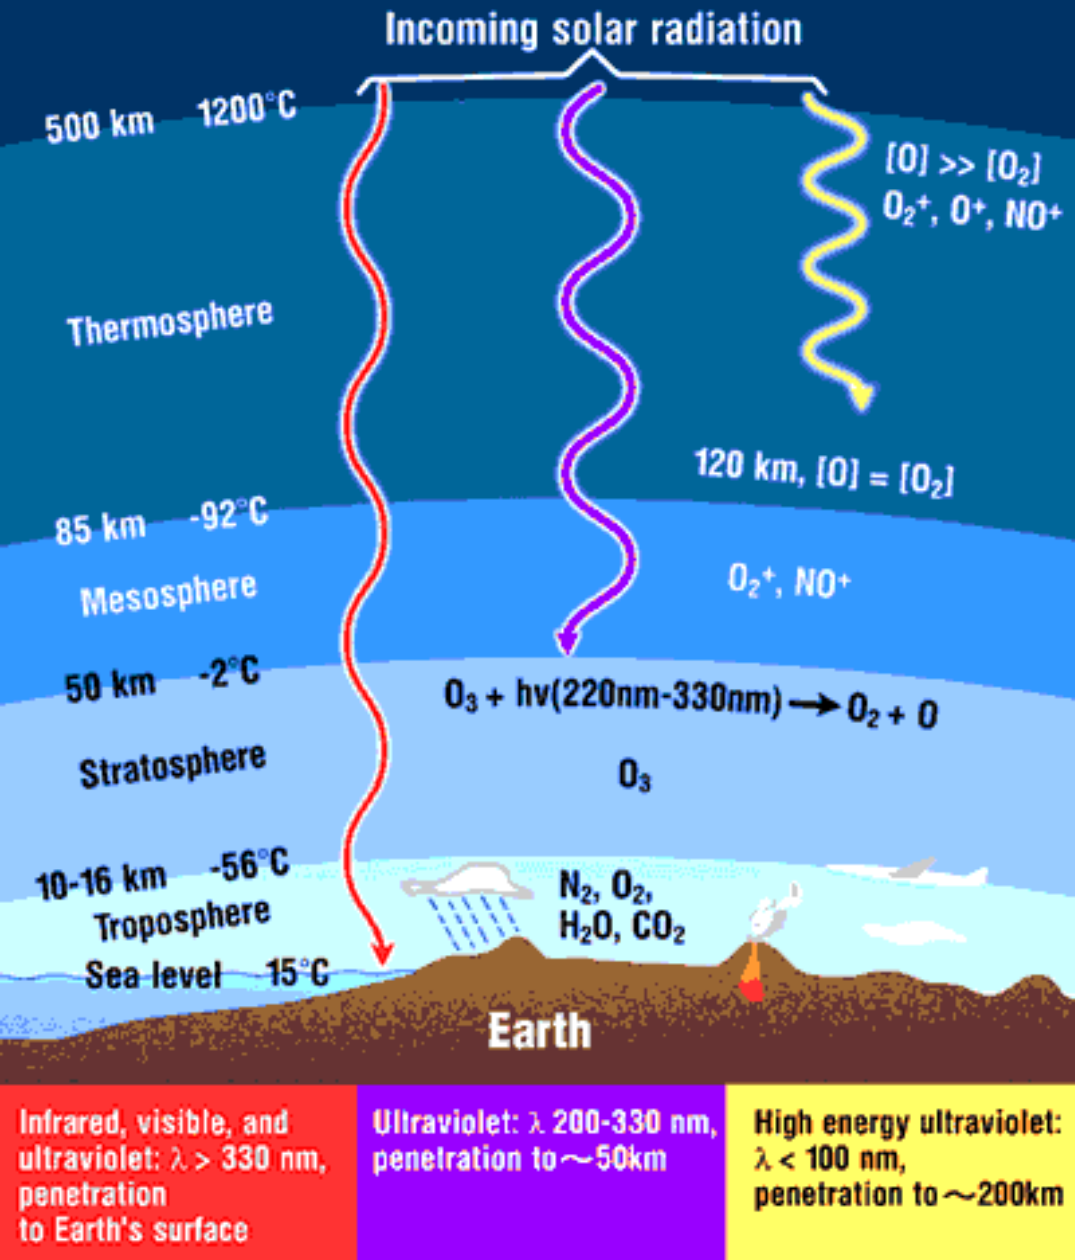 Incoming solar radiation
500 km 1200°C
[O] >> [O₂]
O₂⁺, O⁺, NO⁺
Thermosphere
120 km, [O] = [O₂]
85 km -92°C
Mesosphere
O₂⁺, NO⁺
50 km -2°C
O₃ + hv(220nm-330nm) → O₂ + O
Stratosphere
O₃
10-16 km -56°C
N₂, O₂,
Troposphere
H₂O, CO₂
Sea level 15°C
Earth
Infrared, visible, and
ultraviolet: λ > 330 nm,
penetration
to Earth's surface
Ultraviolet: λ 200-330 nm,
penetration to ~50km
High energy ultraviolet:
λ < 100 nm,
penetration to ~200km